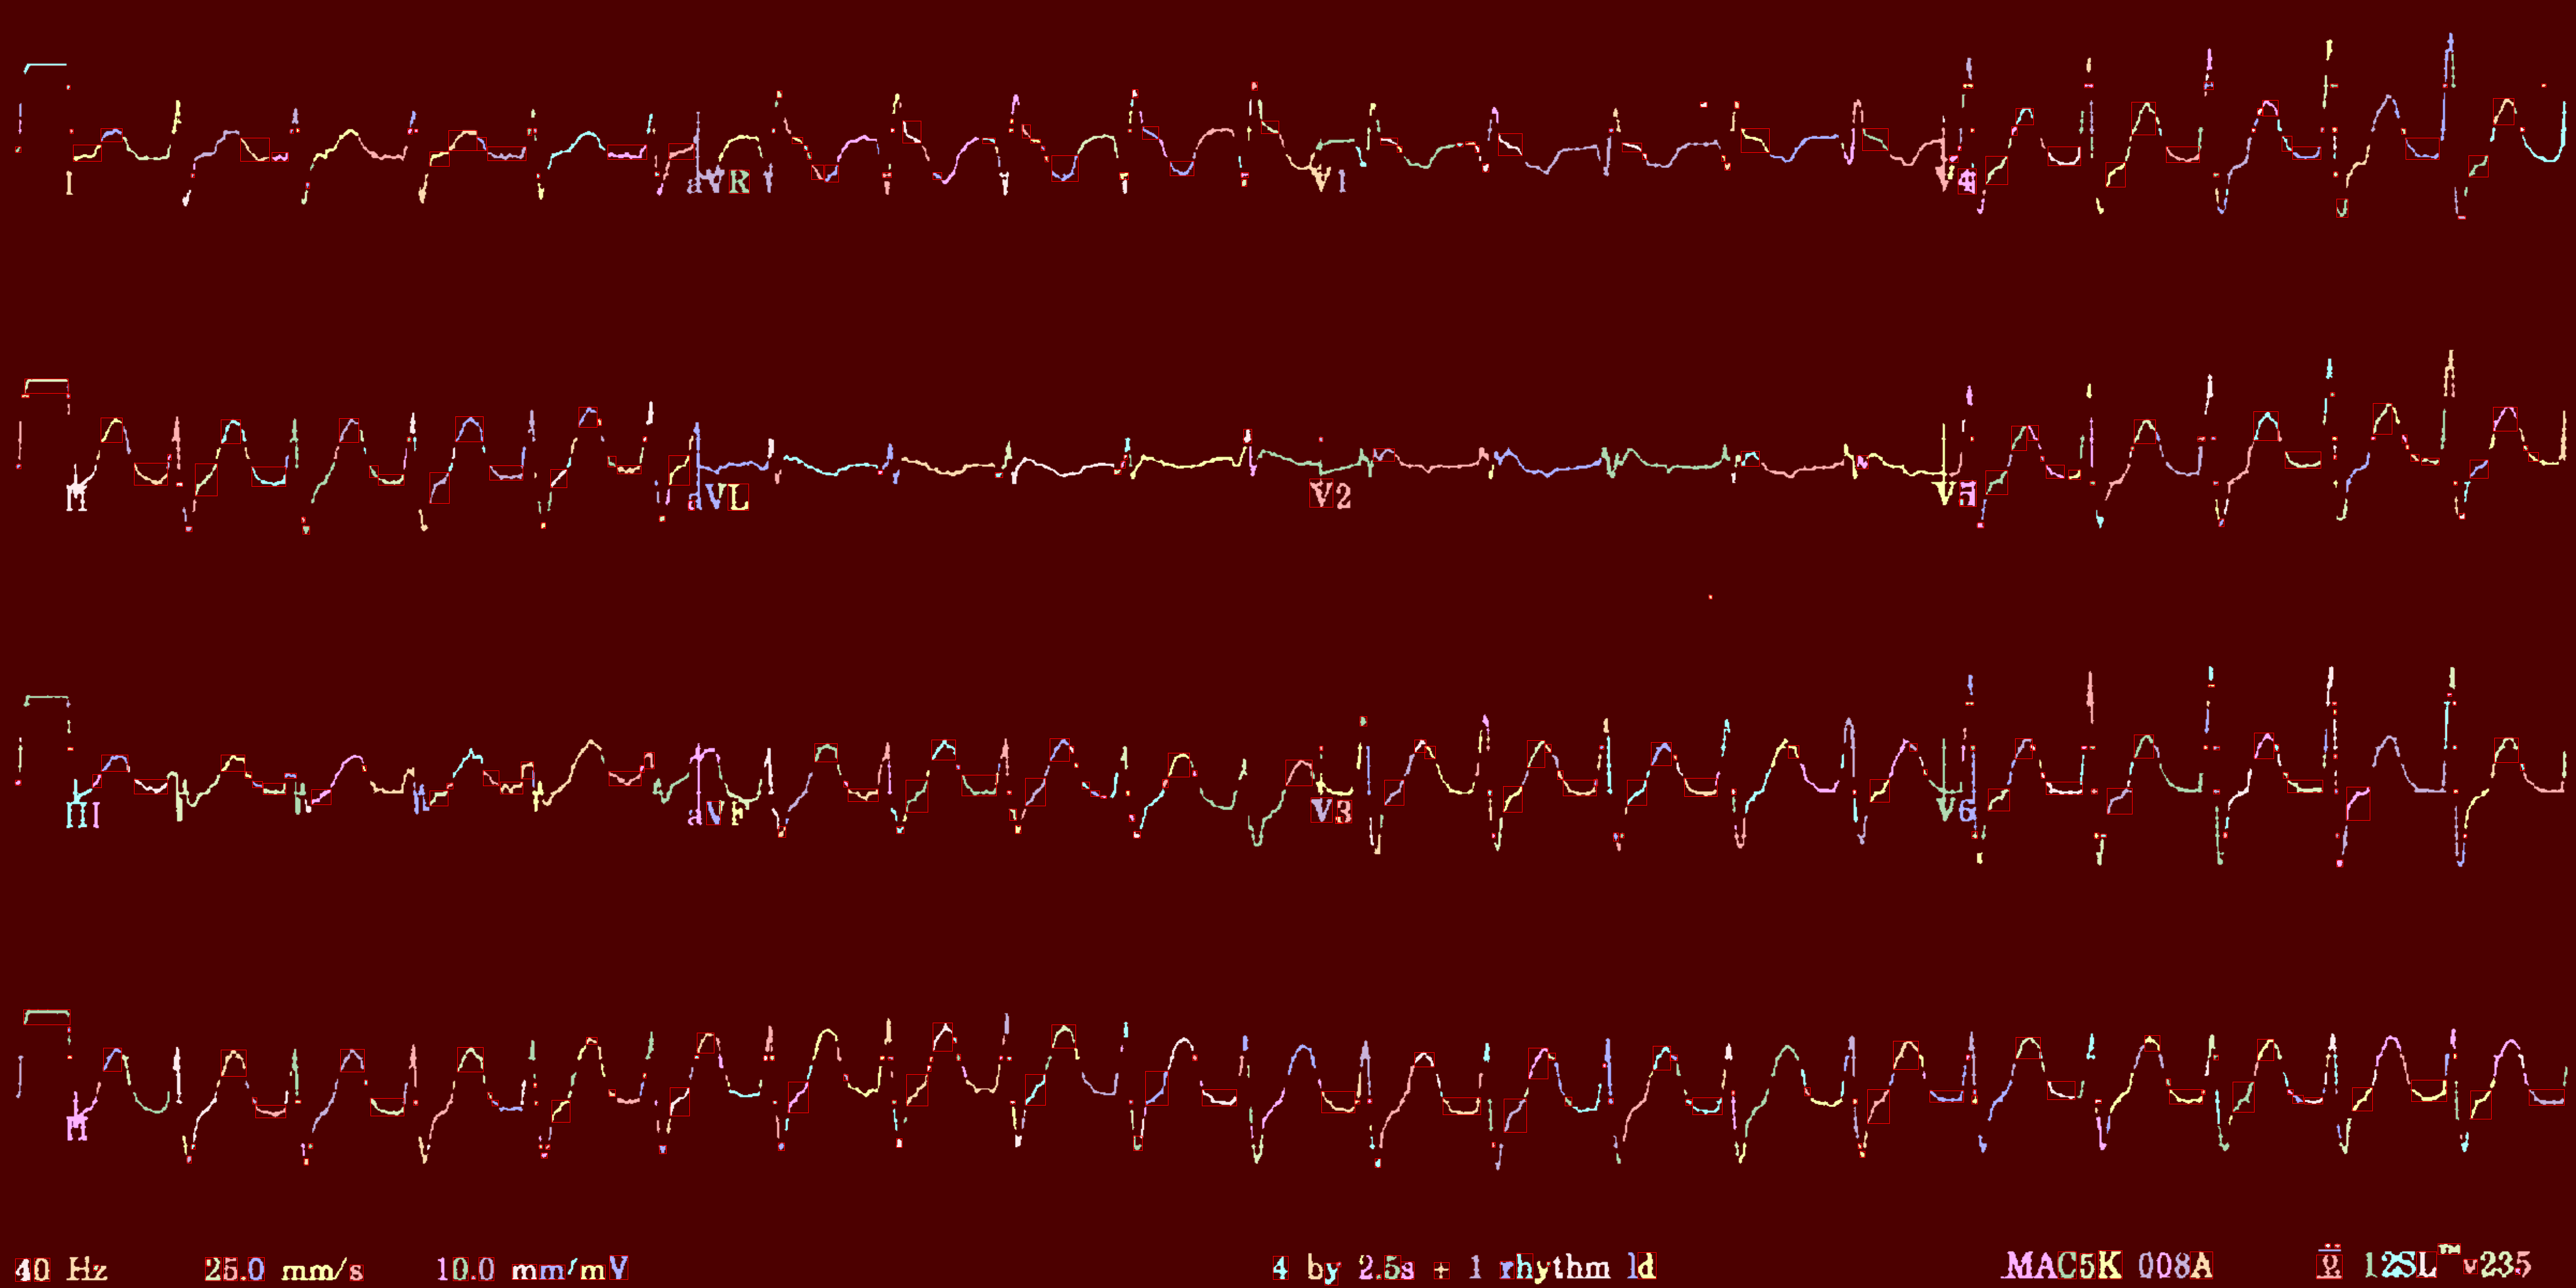 I aVR V1 V4
II aVL V2 V5
III aVF V3 V6
II
40 Hz 25.0 mm/s 10.0 mm/mV 4 by 2.5s + 1 rhythm ld MAC5K 008A 12SL™ v235